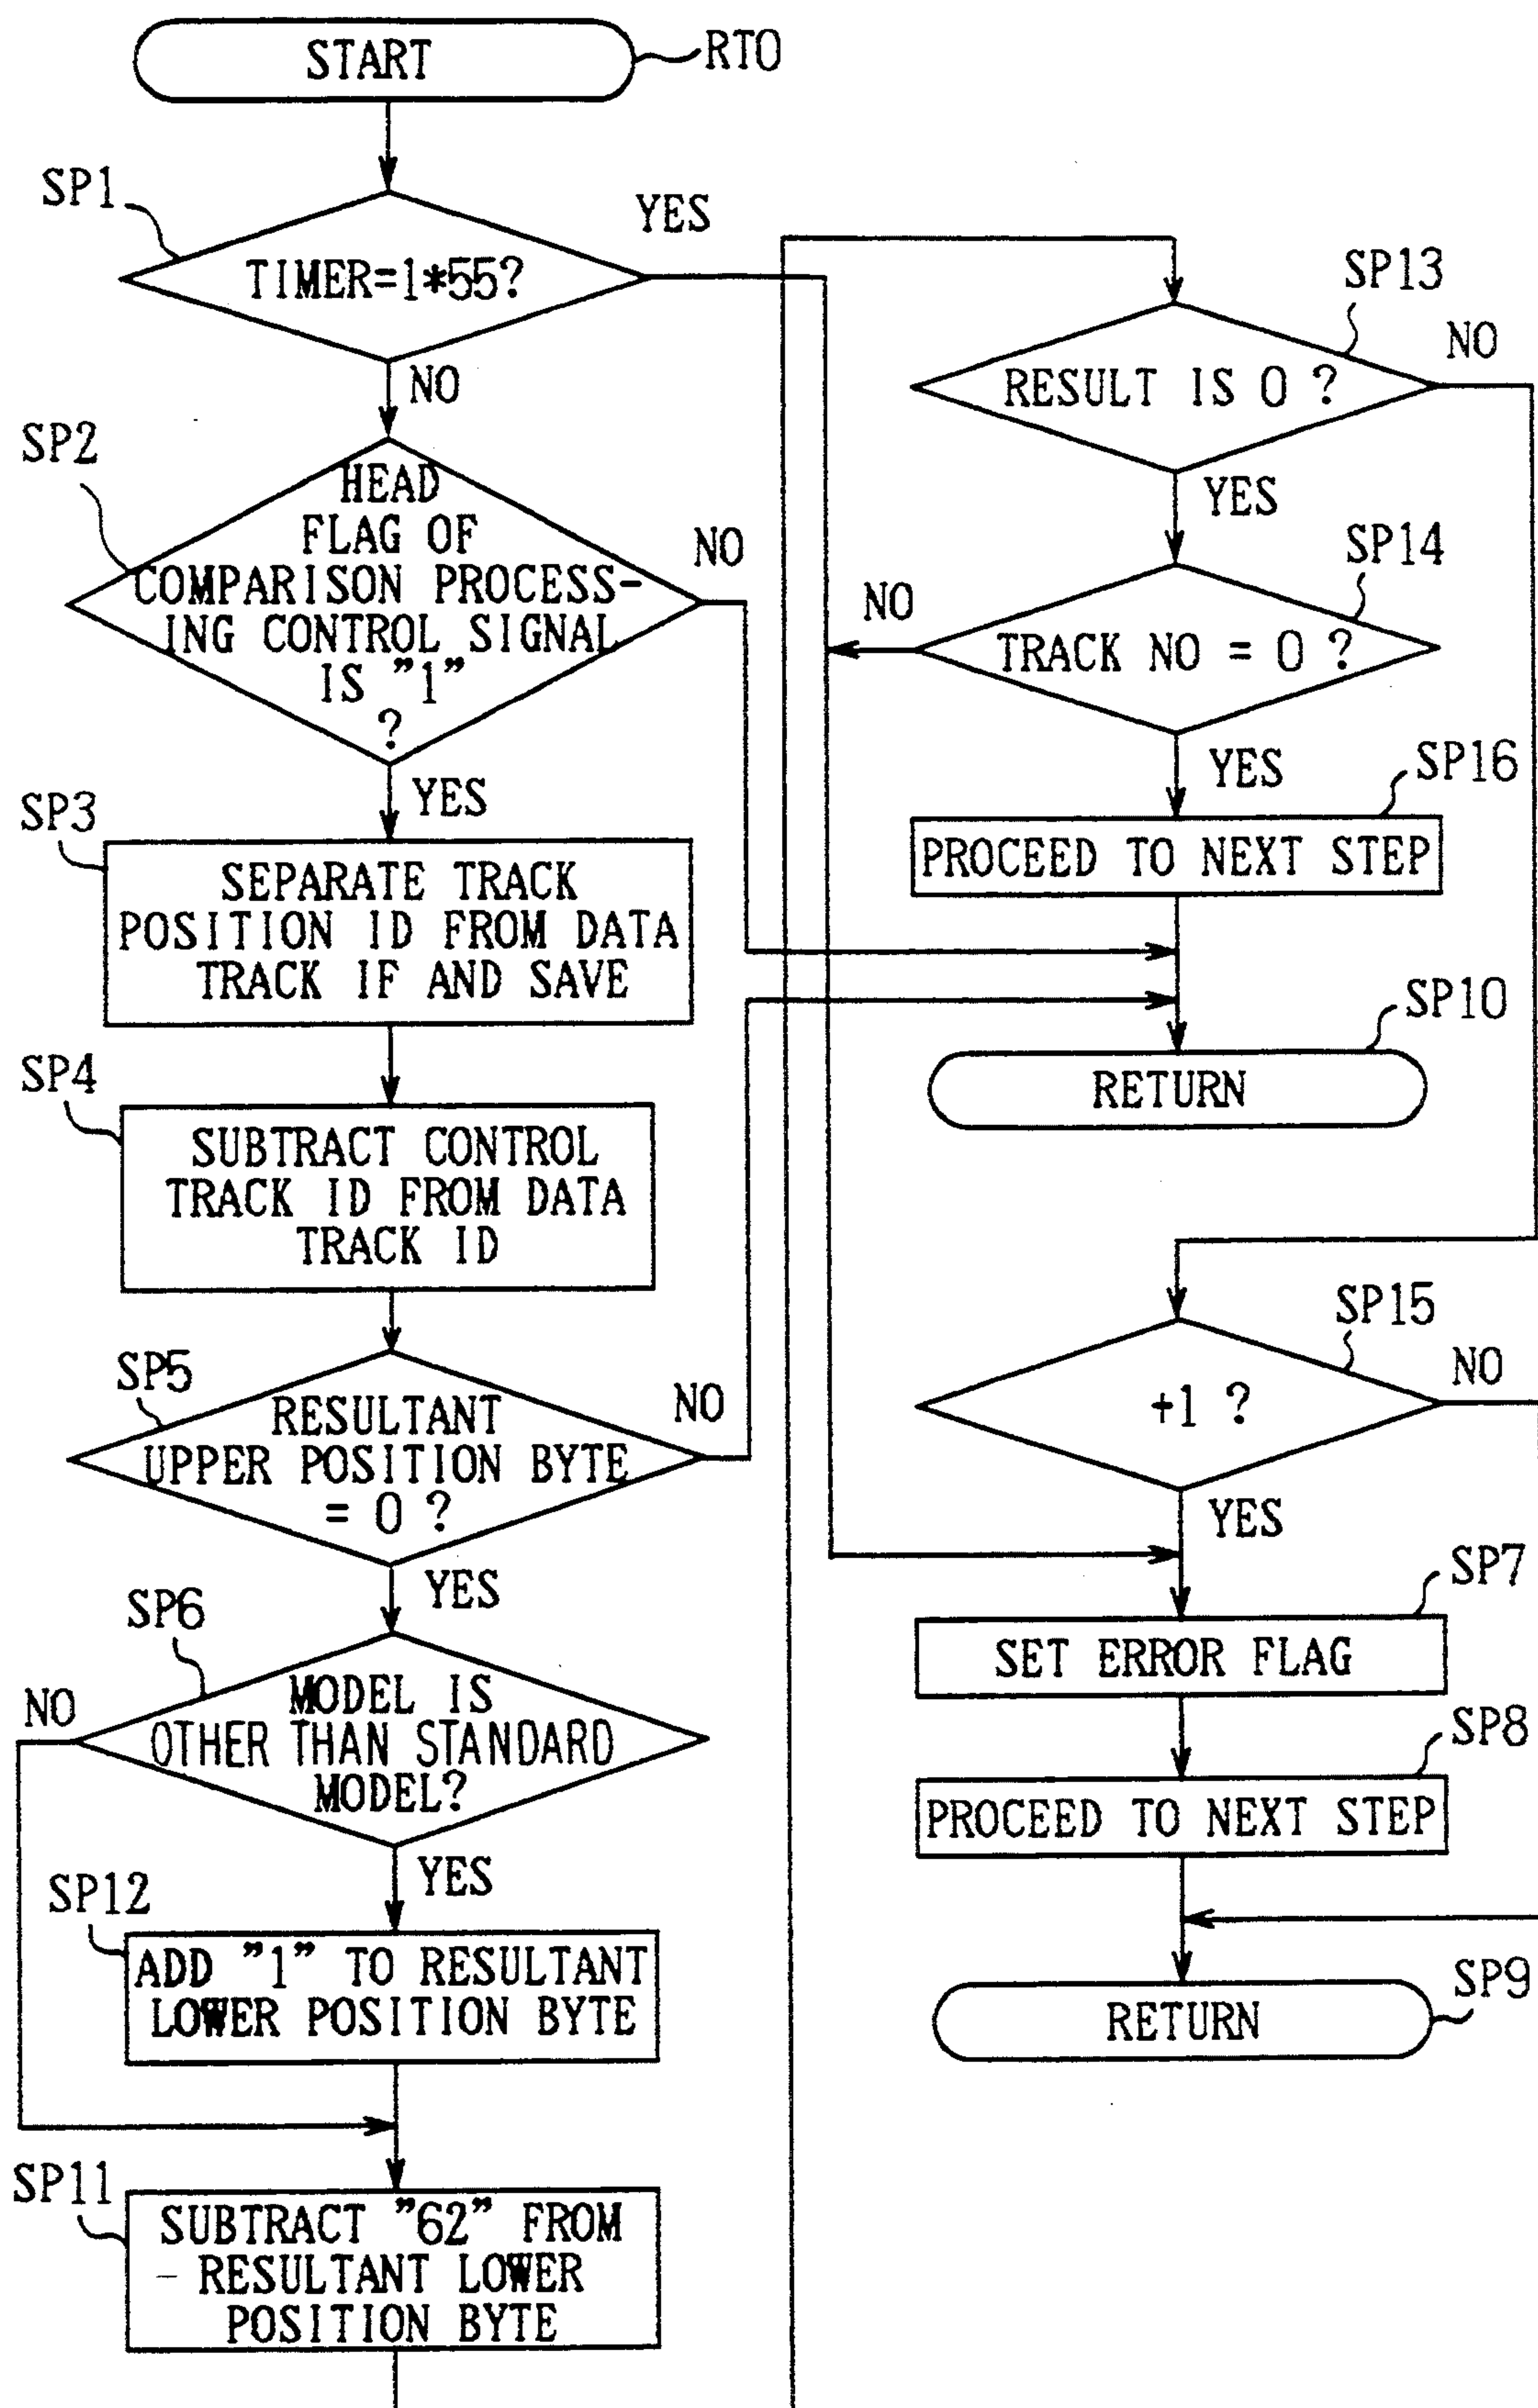 START
RT0
SP1
TIMER=1*55?
YES
NO
SP2
HEAD
FLAG OF
COMPARISON PROCESS-
ING CONTROL SIGNAL
IS "1"
?
NO
YES
SP3
SEPARATE TRACK
POSITION ID FROM DATA
TRACK IF AND SAVE
SP4
SUBTRACT CONTROL
TRACK ID FROM DATA
TRACK ID
SP5
RESULTANT
UPPER POSITION BYTE
= 0 ?
NO
YES
SP6
MODEL IS
OTHER THAN STANDARD
MODEL?
NO
YES
SP12
ADD "1" TO RESULTANT
LOWER POSITION BYTE
SP11
SUBTRACT "62" FROM
RESULTANT LOWER
POSITION BYTE
SP13
RESULT IS 0 ?
NO
YES
SP14
TRACK NO = 0 ?
NO
YES
SP16
PROCEED TO NEXT STEP
SP10
RETURN
SP15
+1 ?
NO
YES
SP7
SET ERROR FLAG
SP8
PROCEED TO NEXT STEP
SP9
RETURN